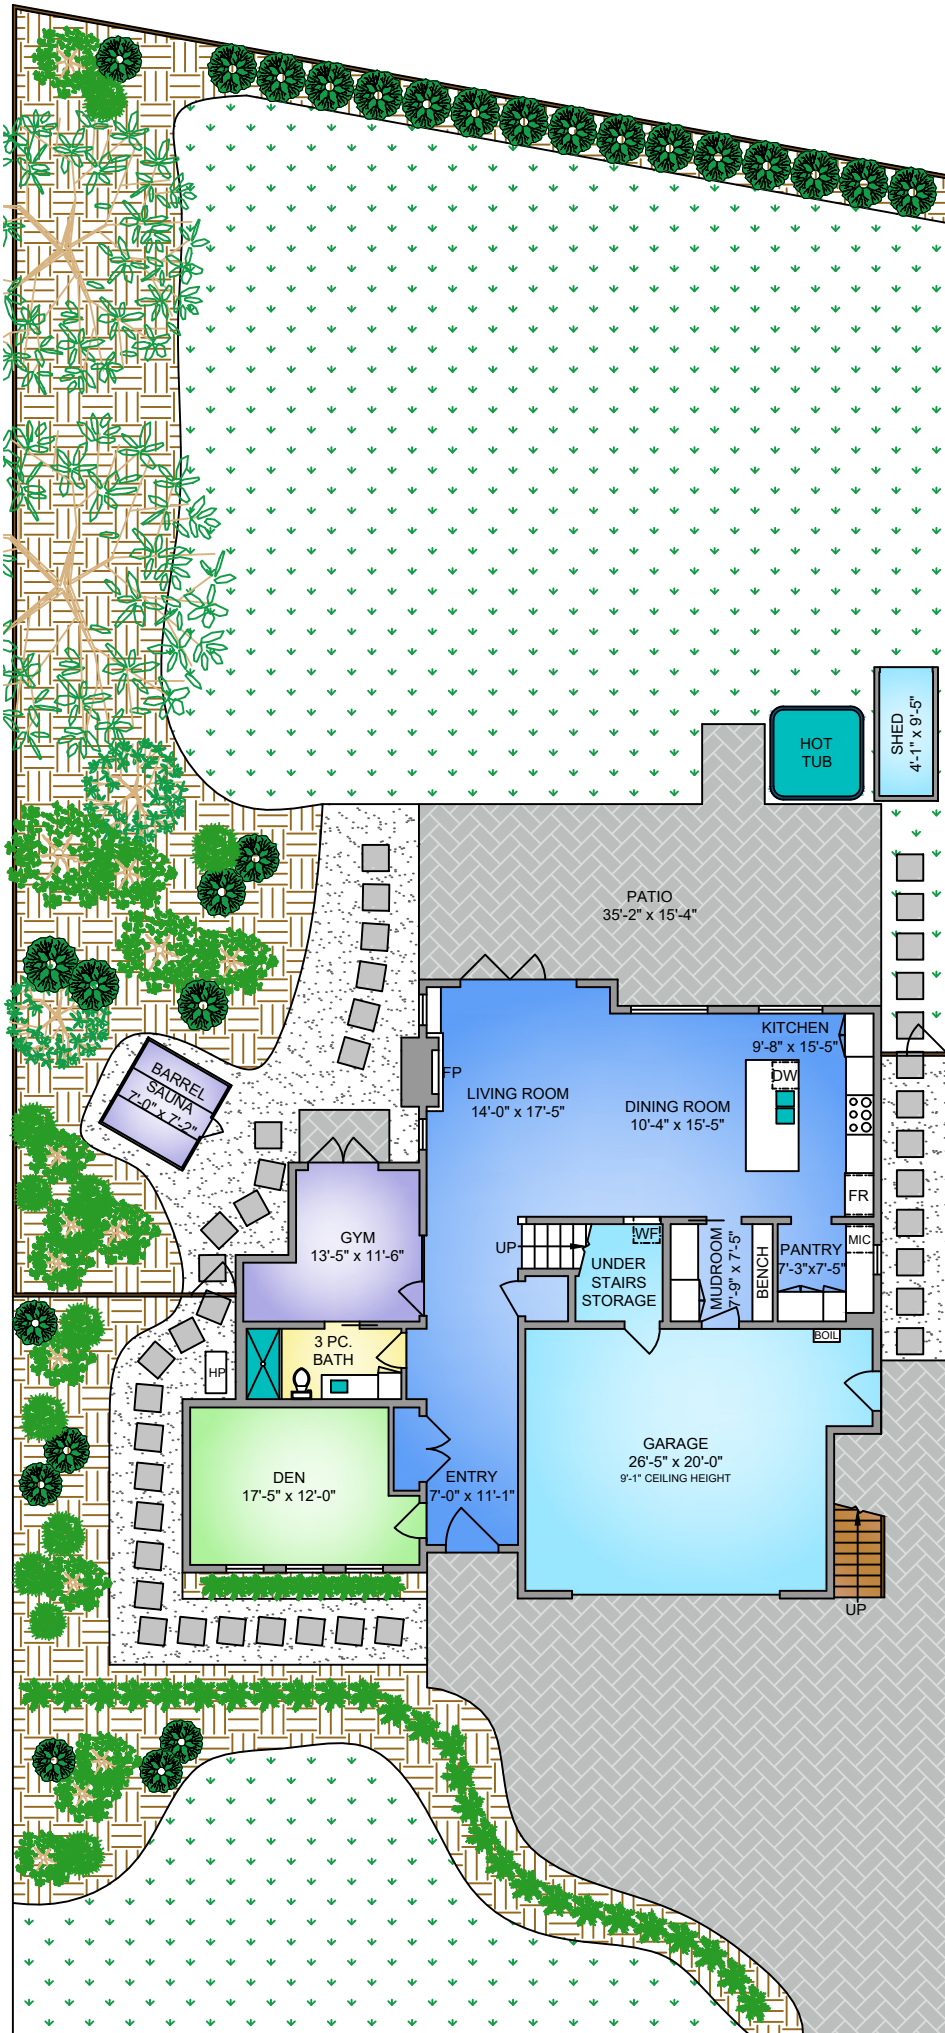 HOT
TUB
SHED
4'-1" x 9'-5"
PATIO
35'-2" x 15'-4"
KITCHEN
9'-8" x 15'-5"
BARREL
SAUNA
7'-0" x 7'-2"
FP
DW
LIVING ROOM
14'-0" x 17'-5"
DINING ROOM
10'-4" x 15'-5"
FR
GYM
13'-5" x 11'-6"
UP
WF
UNDER
STAIRS
STORAGE
MUDROOM
7'-9" x 7'-5"
BENCH
PANTRY
7'-3"x7'-5"
MIC
3 PC.
BATH
BOIL
HP
GARAGE
26'-5" x 20'-0"
9'-1" CEILING HEIGHT
DEN
17'-5" x 12'-0"
ENTRY
7'-0" x 11'-1"
UP